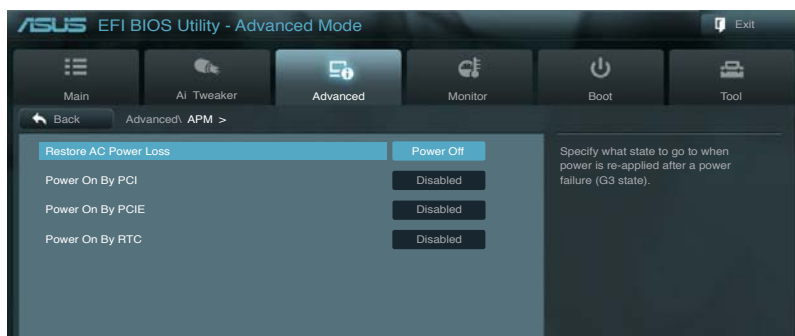 ASUS EFI BIOS Utility - Advanced Mode
Exit
Main
Ai Tweaker
Advanced
Monitor
Boot
Tool
Back
Advanced\ APM >
Restore AC Power Loss Power Off
Power On By PCI Disabled
Power On By PCIE Disabled
Power On By RTC Disabled
Specify what state to go to when
power is re-applied after a power
failure (G3 state).